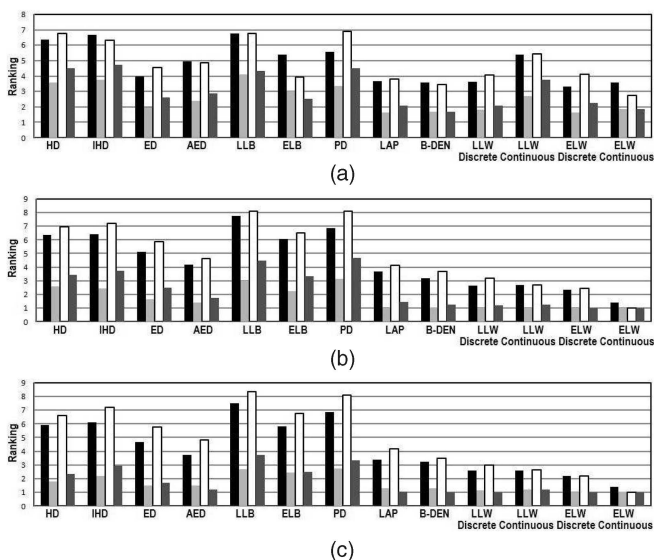 8
7
6
5
4
3
2
1
0
Ranking
HD IHD ED AED LLB ELB PD LAP B-DEN LLW LLW ELW ELW
Discrete Continuous Discrete Continuous
(a)
9
8
7
6
5
4
3
2
1
0
Ranking
HD IHD ED AED LLB ELB PD LAP B-DEN LLW LLW ELW ELW
Discrete Continuous Discrete Continuous
(b)
9
8
7
6
5
4
3
2
1
0
Ranking
HD IHD ED AED LLB ELB PD LAP B-DEN LLW LLW ELW ELW
Discrete Continuous Discrete Continuous
(c)